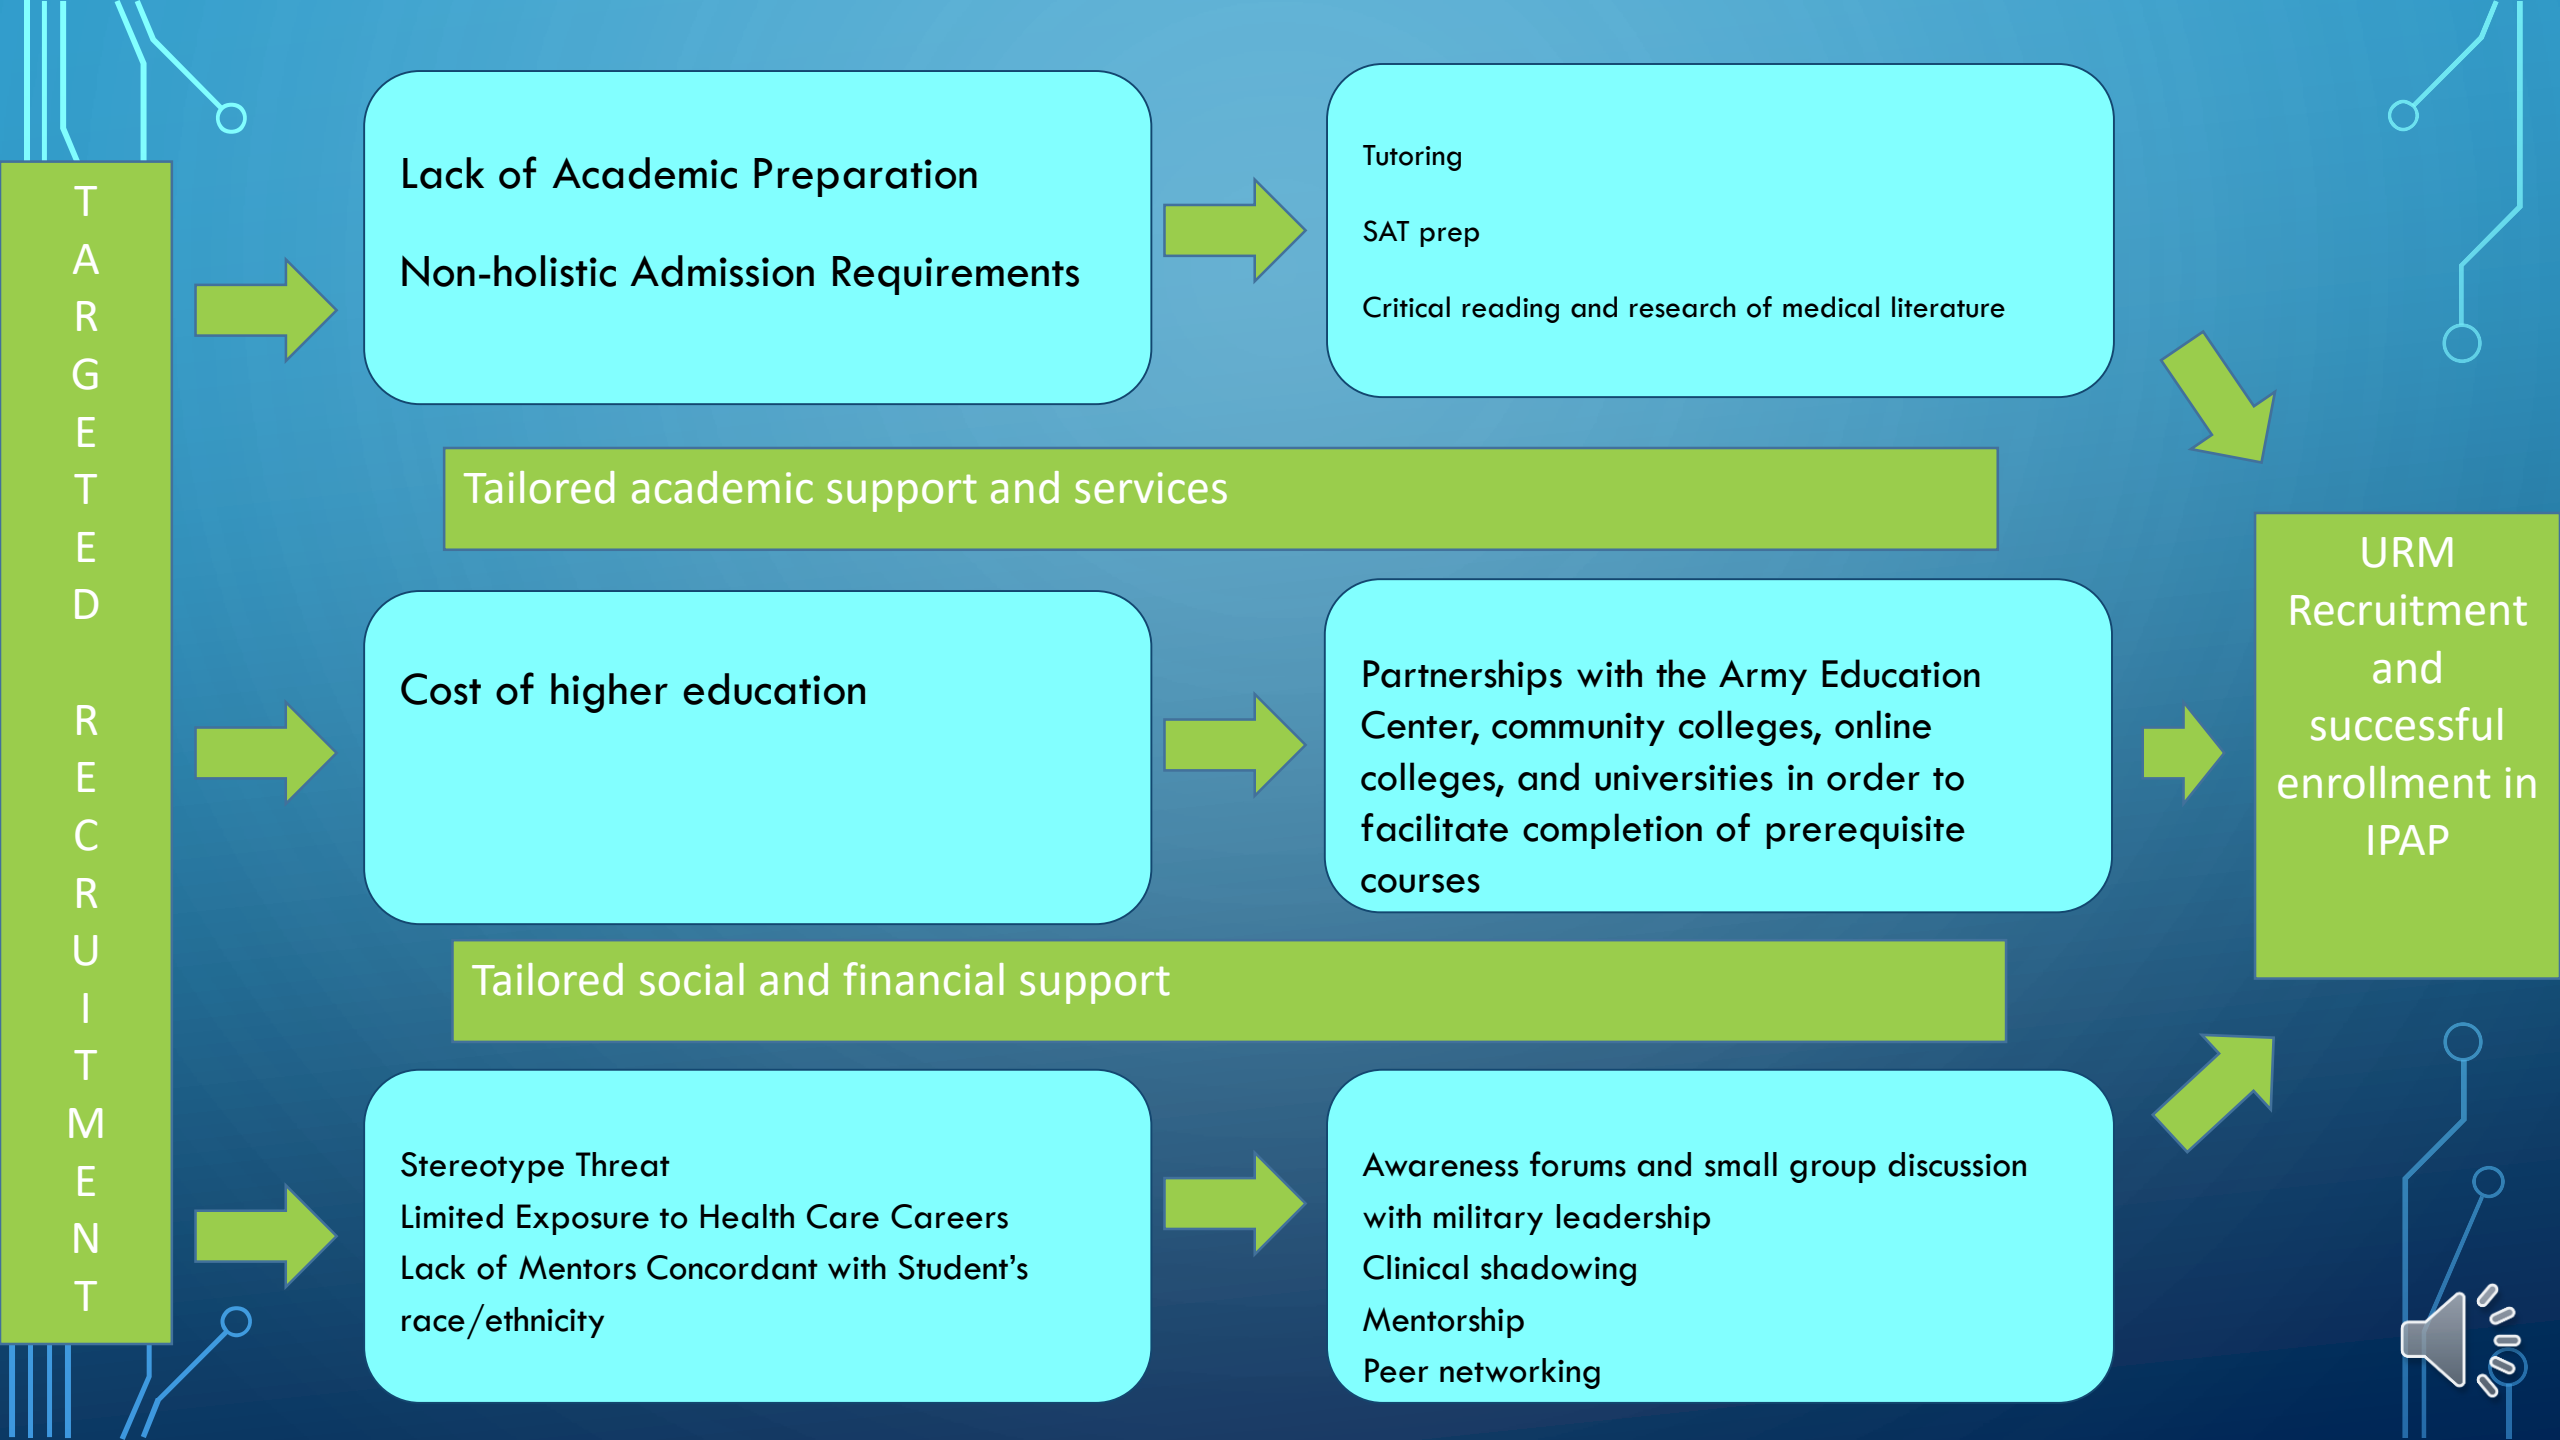 TARGETED RECRUITMENT
Lack of Academic Preparation
Non-holistic Admission Requirements
Tutoring
SAT prep
Critical reading and research of medical literature
Tailored academic support and services
Cost of higher education
Partnerships with the Army Education
Center, community colleges, online
colleges, and universities in order to
facilitate completion of prerequisite
courses
Tailored social and financial support
Stereotype Threat
Limited Exposure to Health Care Careers
Lack of Mentors Concordant with Student’s
race/ethnicity
Awareness forums and small group discussion
with military leadership
Clinical shadowing
Mentorship
Peer networking
URM
Recruitment
and
successful
enrollment in
IPAP